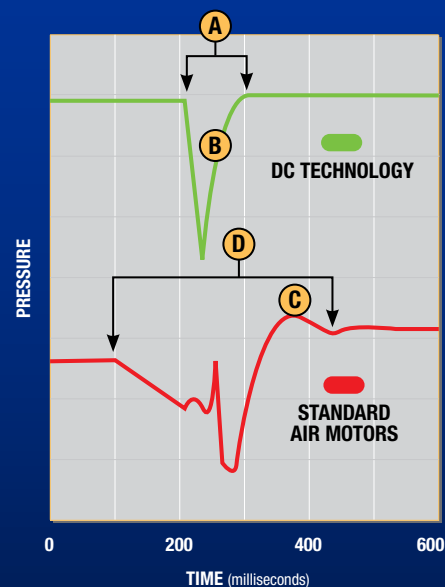 A
B
DC TECHNOLOGY
D
PRESSURE
C
STANDARD
AIR MOTORS
0 200 400 600
TIME (milliseconds)